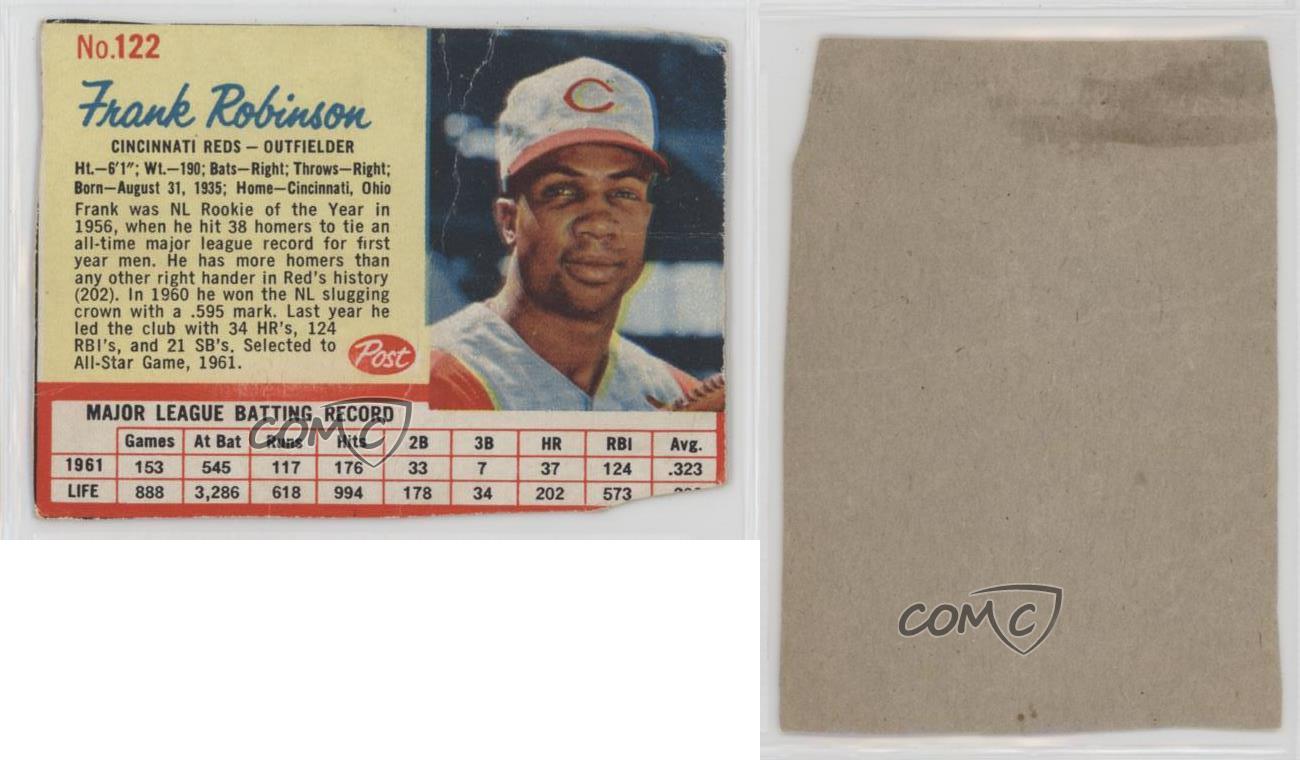 No.122
Frank Robinson
CINCINNATI REDS – OUTFIELDER
Ht.—6'1"; Wt.—190; Bats—Right; Throws—Right;
Born—August 31, 1935; Home—Cincinnati, Ohio
Frank was NL Rookie of the Year in
1956, when he hit 38 homers to tie an
all-time major league record for first
year men. He has more homers than
any other right hander in Red's history
(202). In 1960 he won the NL slugging
crown with a .595 mark. Last year he
led the club with 34 HR's, 124
RBI's, and 21 SB's. Selected to
All-Star Game, 1961.
Post
C
MAJOR LEAGUE BATTING RECORD
Games At Bat Runs Hits 2B 3B HR RBI Avg.
1961 153 545 117 176 33 7 37 124 .323
LIFE 888 3,286 618 994 178 34 202 573
COMC
COMC